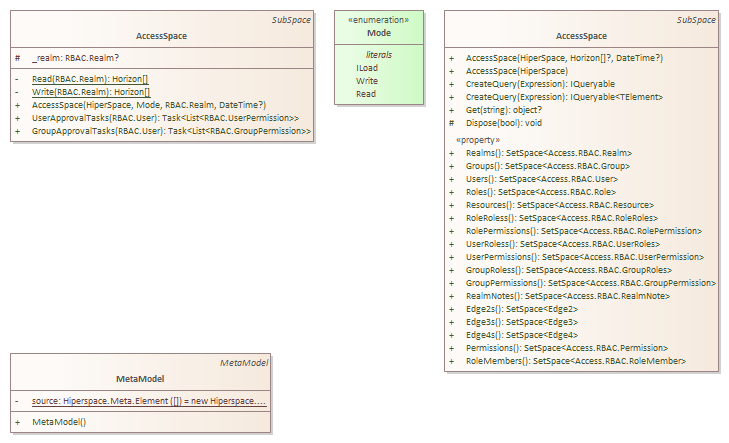 SubSpace
AccessSpace
# _realm: RBAC.Realm?
- Read(RBAC.Realm): Horizon[]
- Write(RBAC.Realm): Horizon[]
+ AccessSpace(HiperSpace, Mode, RBAC.Realm, DateTime?)
+ UserApprovalTasks(RBAC.User): Task<List<RBAC.UserPermission>>
+ GroupApprovalTasks(RBAC.User): Task<List<RBAC.GroupPermission>>
«enumeration»
Mode
literals
ILoad
Write
Read
SubSpace
AccessSpace
+ AccessSpace(HiperSpace, Horizon[]?, DateTime?)
+ AccessSpace(HiperSpace)
+ CreateQuery(Expression): IQueryable
+ CreateQuery(Expression): IQueryable<TElement>
+ Get(string): object?
# Dispose(bool): void
«property»
+ Realms(): SetSpace<Access.RBAC.Realm>
+ Groups(): SetSpace<Access.RBAC.Group>
+ Users(): SetSpace<Access.RBAC.User>
+ Roles(): SetSpace<Access.RBAC.Role>
+ Resources(): SetSpace<Access.RBAC.Resource>
+ RoleRoless(): SetSpace<Access.RBAC.RoleRoles>
+ RolePermissions(): SetSpace<Access.RBAC.RolePermission>
+ UserRoless(): SetSpace<Access.RBAC.UserRoles>
+ UserPermissions(): SetSpace<Access.RBAC.UserPermission>
+ GroupRoless(): SetSpace<Access.RBAC.GroupRoles>
+ GroupPermissions(): SetSpace<Access.RBAC.GroupPermission>
+ RealmNotes(): SetSpace<Access.RBAC.RealmNote>
+ Edge2s(): SetSpace<Edge2>
+ Edge3s(): SetSpace<Edge3>
+ Edge4s(): SetSpace<Edge4>
+ Permissions(): SetSpace<Access.RBAC.Permission>
+ RoleMembers(): SetSpace<Access.RBAC.RoleMember>
MetaModel
MetaModel
- source: Hiperspace.Meta.Element ([]) = new Hiperspace....
+ MetaModel()